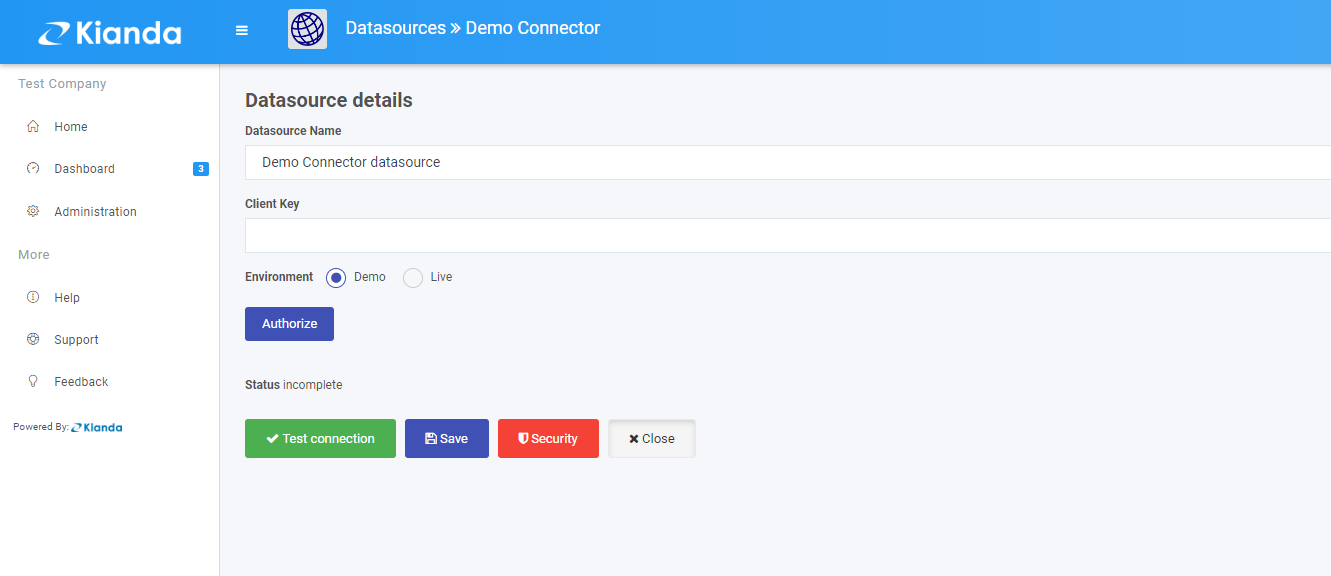 Kianda
Datasources » Demo Connector
Test Company
Home
Dashboard 3
Administration
More
Help
Support
Feedback
Powered By: Kianda
Datasource details
Datasource Name
Demo Connector datasource
Client Key
Environment Demo Live
Authorize
Status incomplete
Test connection Save Security Close